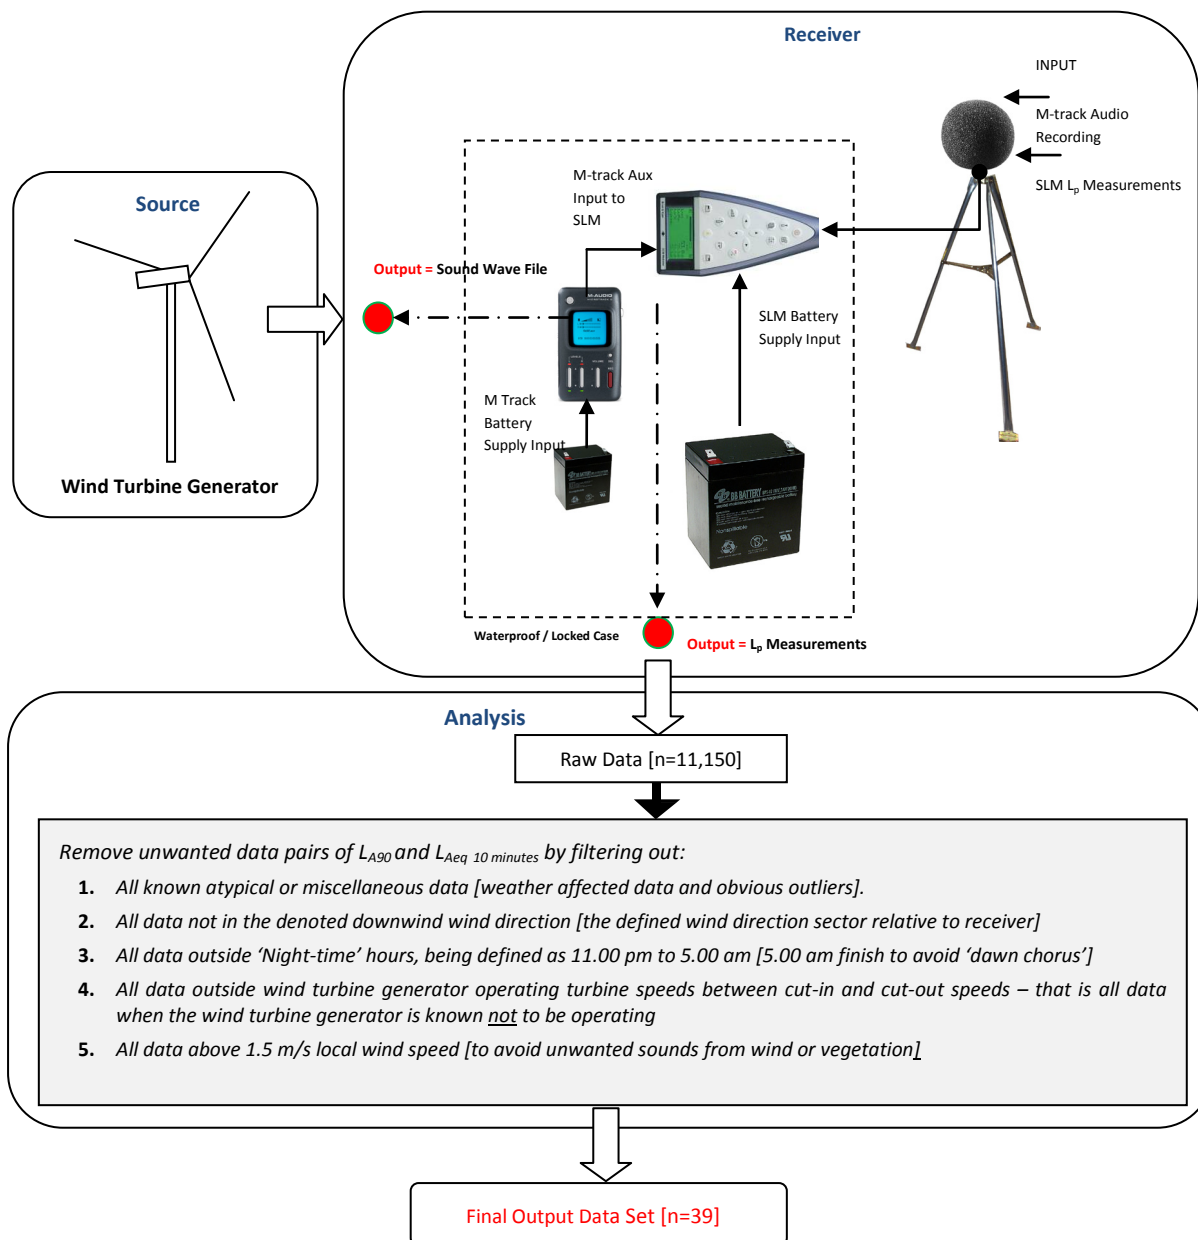 Receiver
INPUT
M-track Audio
Recording
SLM Lp Measurements
M-track Aux
Input to
SLM
Source
Output = Sound Wave File
M-AUDIO
SLM Battery
Supply Input
M Track
Battery
Supply Input
BB BATTERY
Wind Turbine Generator
Waterproof / Locked Case
Output = Lp Measurements
Analysis
Raw Data [n=11,150]
Remove unwanted data pairs of LA90 and LAeq 10 minutes by filtering out:
1. All known atypical or miscellaneous data [weather affected data and obvious outliers].
2. All data not in the denoted downwind wind direction [the defined wind direction sector relative to receiver]
3. All data outside ‘Night-time’ hours, being defined as 11.00 pm to 5.00 am [5.00 am finish to avoid ‘dawn chorus’]
4. All data outside wind turbine generator operating turbine speeds between cut-in and cut-out speeds – that is all data
when the wind turbine generator is known not to be operating
5. All data above 1.5 m/s local wind speed [to avoid unwanted sounds from wind or vegetation]
Final Output Data Set [n=39]